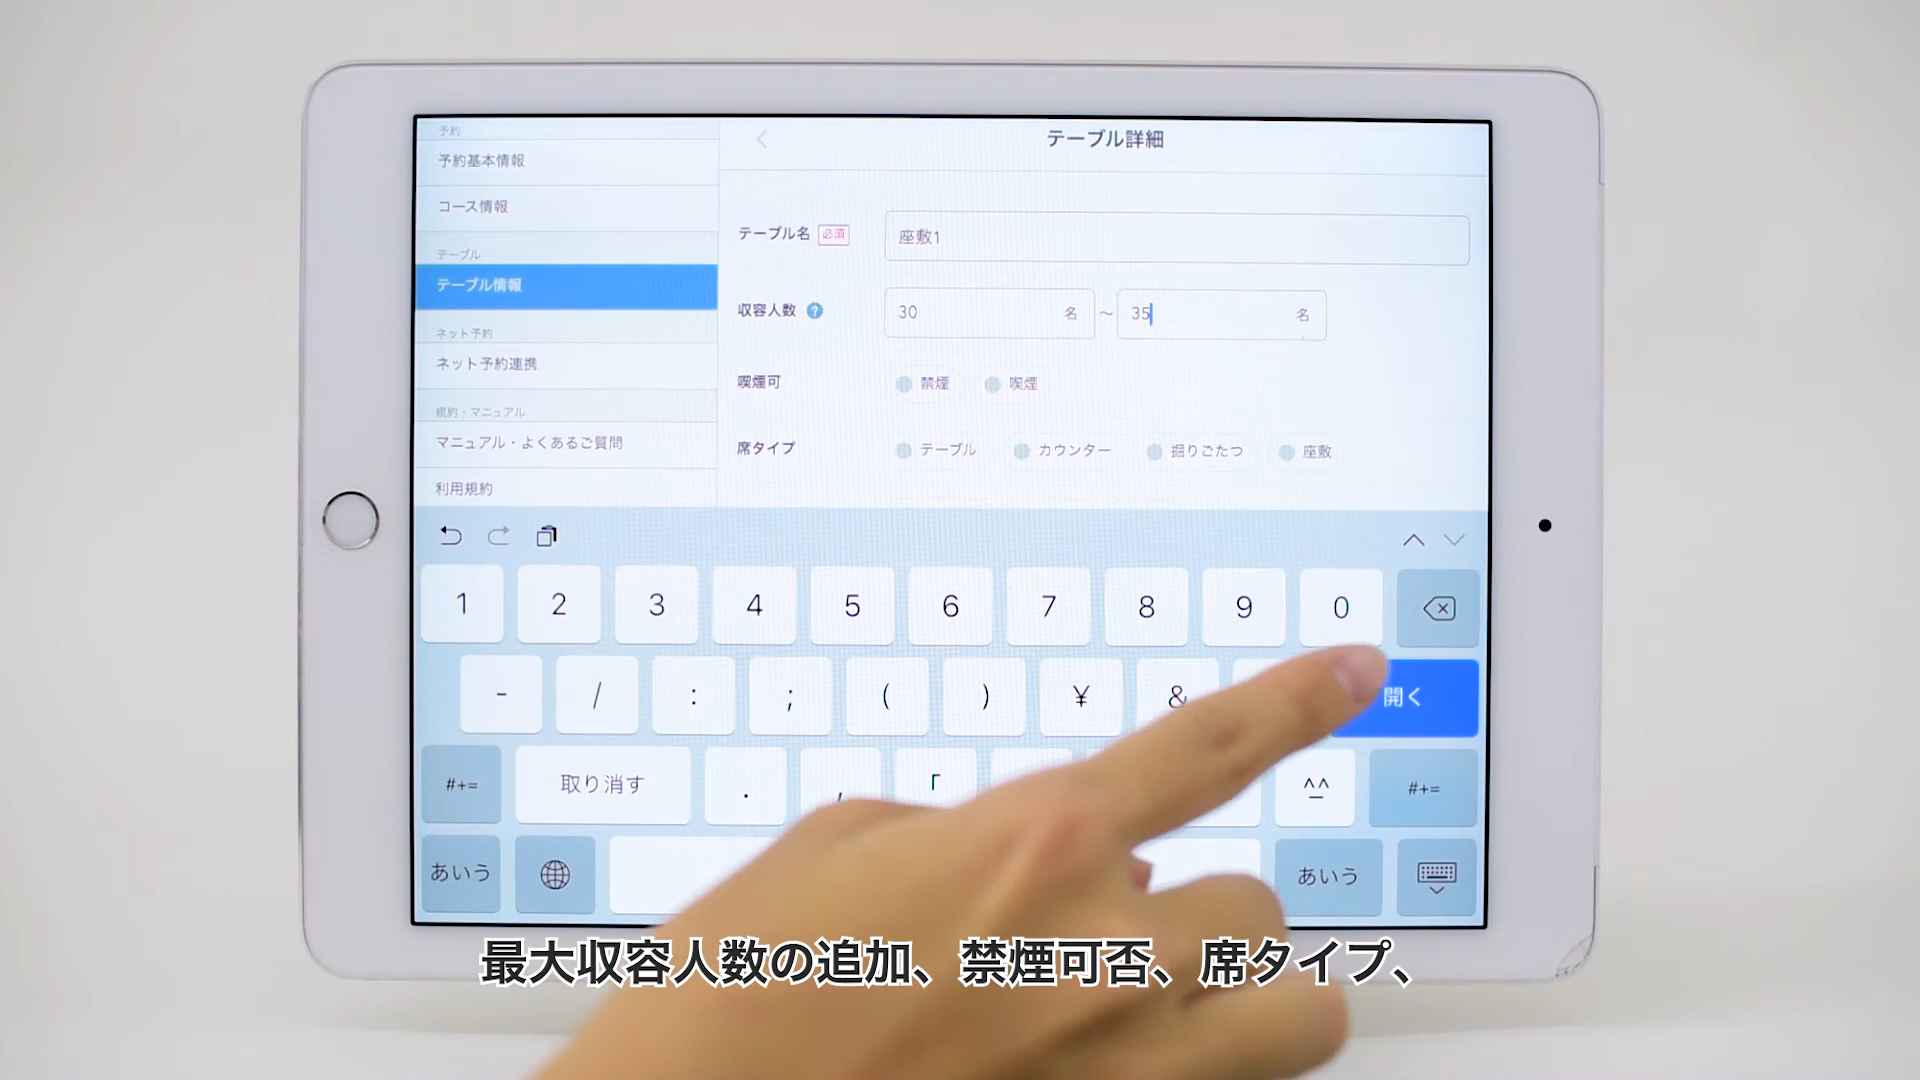 予約
予約基本情報
コース情報
テーブル
テーブル情報
ネット予約
ネット予約連携
規約・マニュアル
マニュアル・よくあるご質問
利用規約
テーブル詳細
テーブル名 必須 座敷1
収容人数 ? 30 名 ～ 35 名
喫煙可 禁煙 喫煙
席タイプ テーブル カウンター 掘りごたつ 座敷
1 2 3 4 5 6 7 8 9 0
- / : ; ( ) ¥ & 開く
#+= 取り消す . , 「 ^_^ #+=
あいう あいう
最大収容人数の追加、禁煙可否、席タイプ、